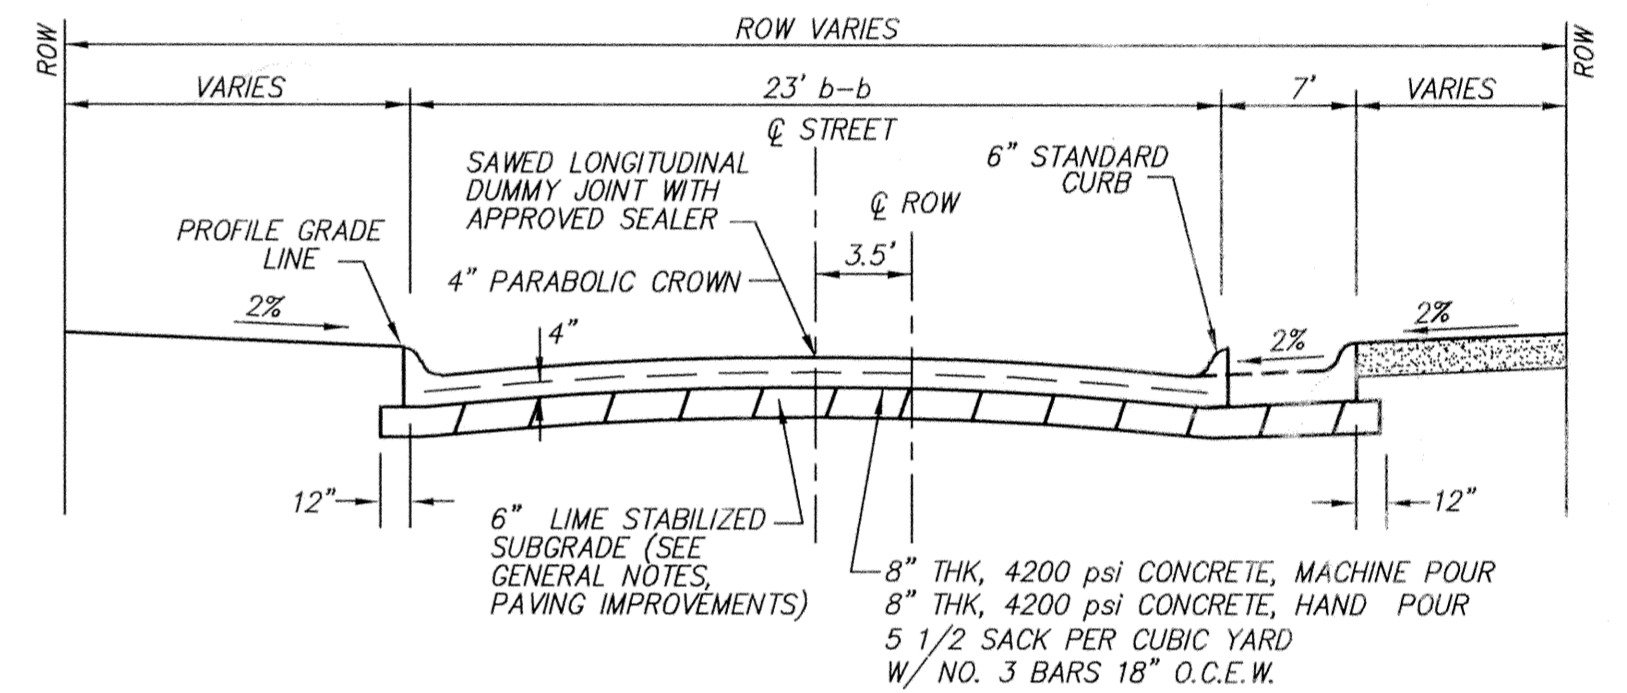 ROW VARIES
ROW
ROW
VARIES
23' b-b
7'
VARIES
℄ STREET
SAWED LONGITUDINAL
DUMMY JOINT WITH
APPROVED SEALER
6" STANDARD
CURB
℄ ROW
PROFILE GRADE
LINE
3.5'
4" PARABOLIC CROWN
2%
4"
2%
2%
12"
12"
6" LIME STABILIZED
SUBGRADE (SEE
GENERAL NOTES,
PAVING IMPROVEMENTS)
8" THK, 4200 psi CONCRETE, MACHINE POUR
8" THK, 4200 psi CONCRETE, HAND POUR
5 1/2 SACK PER CUBIC YARD
W/ NO. 3 BARS 18" O.C.E.W.